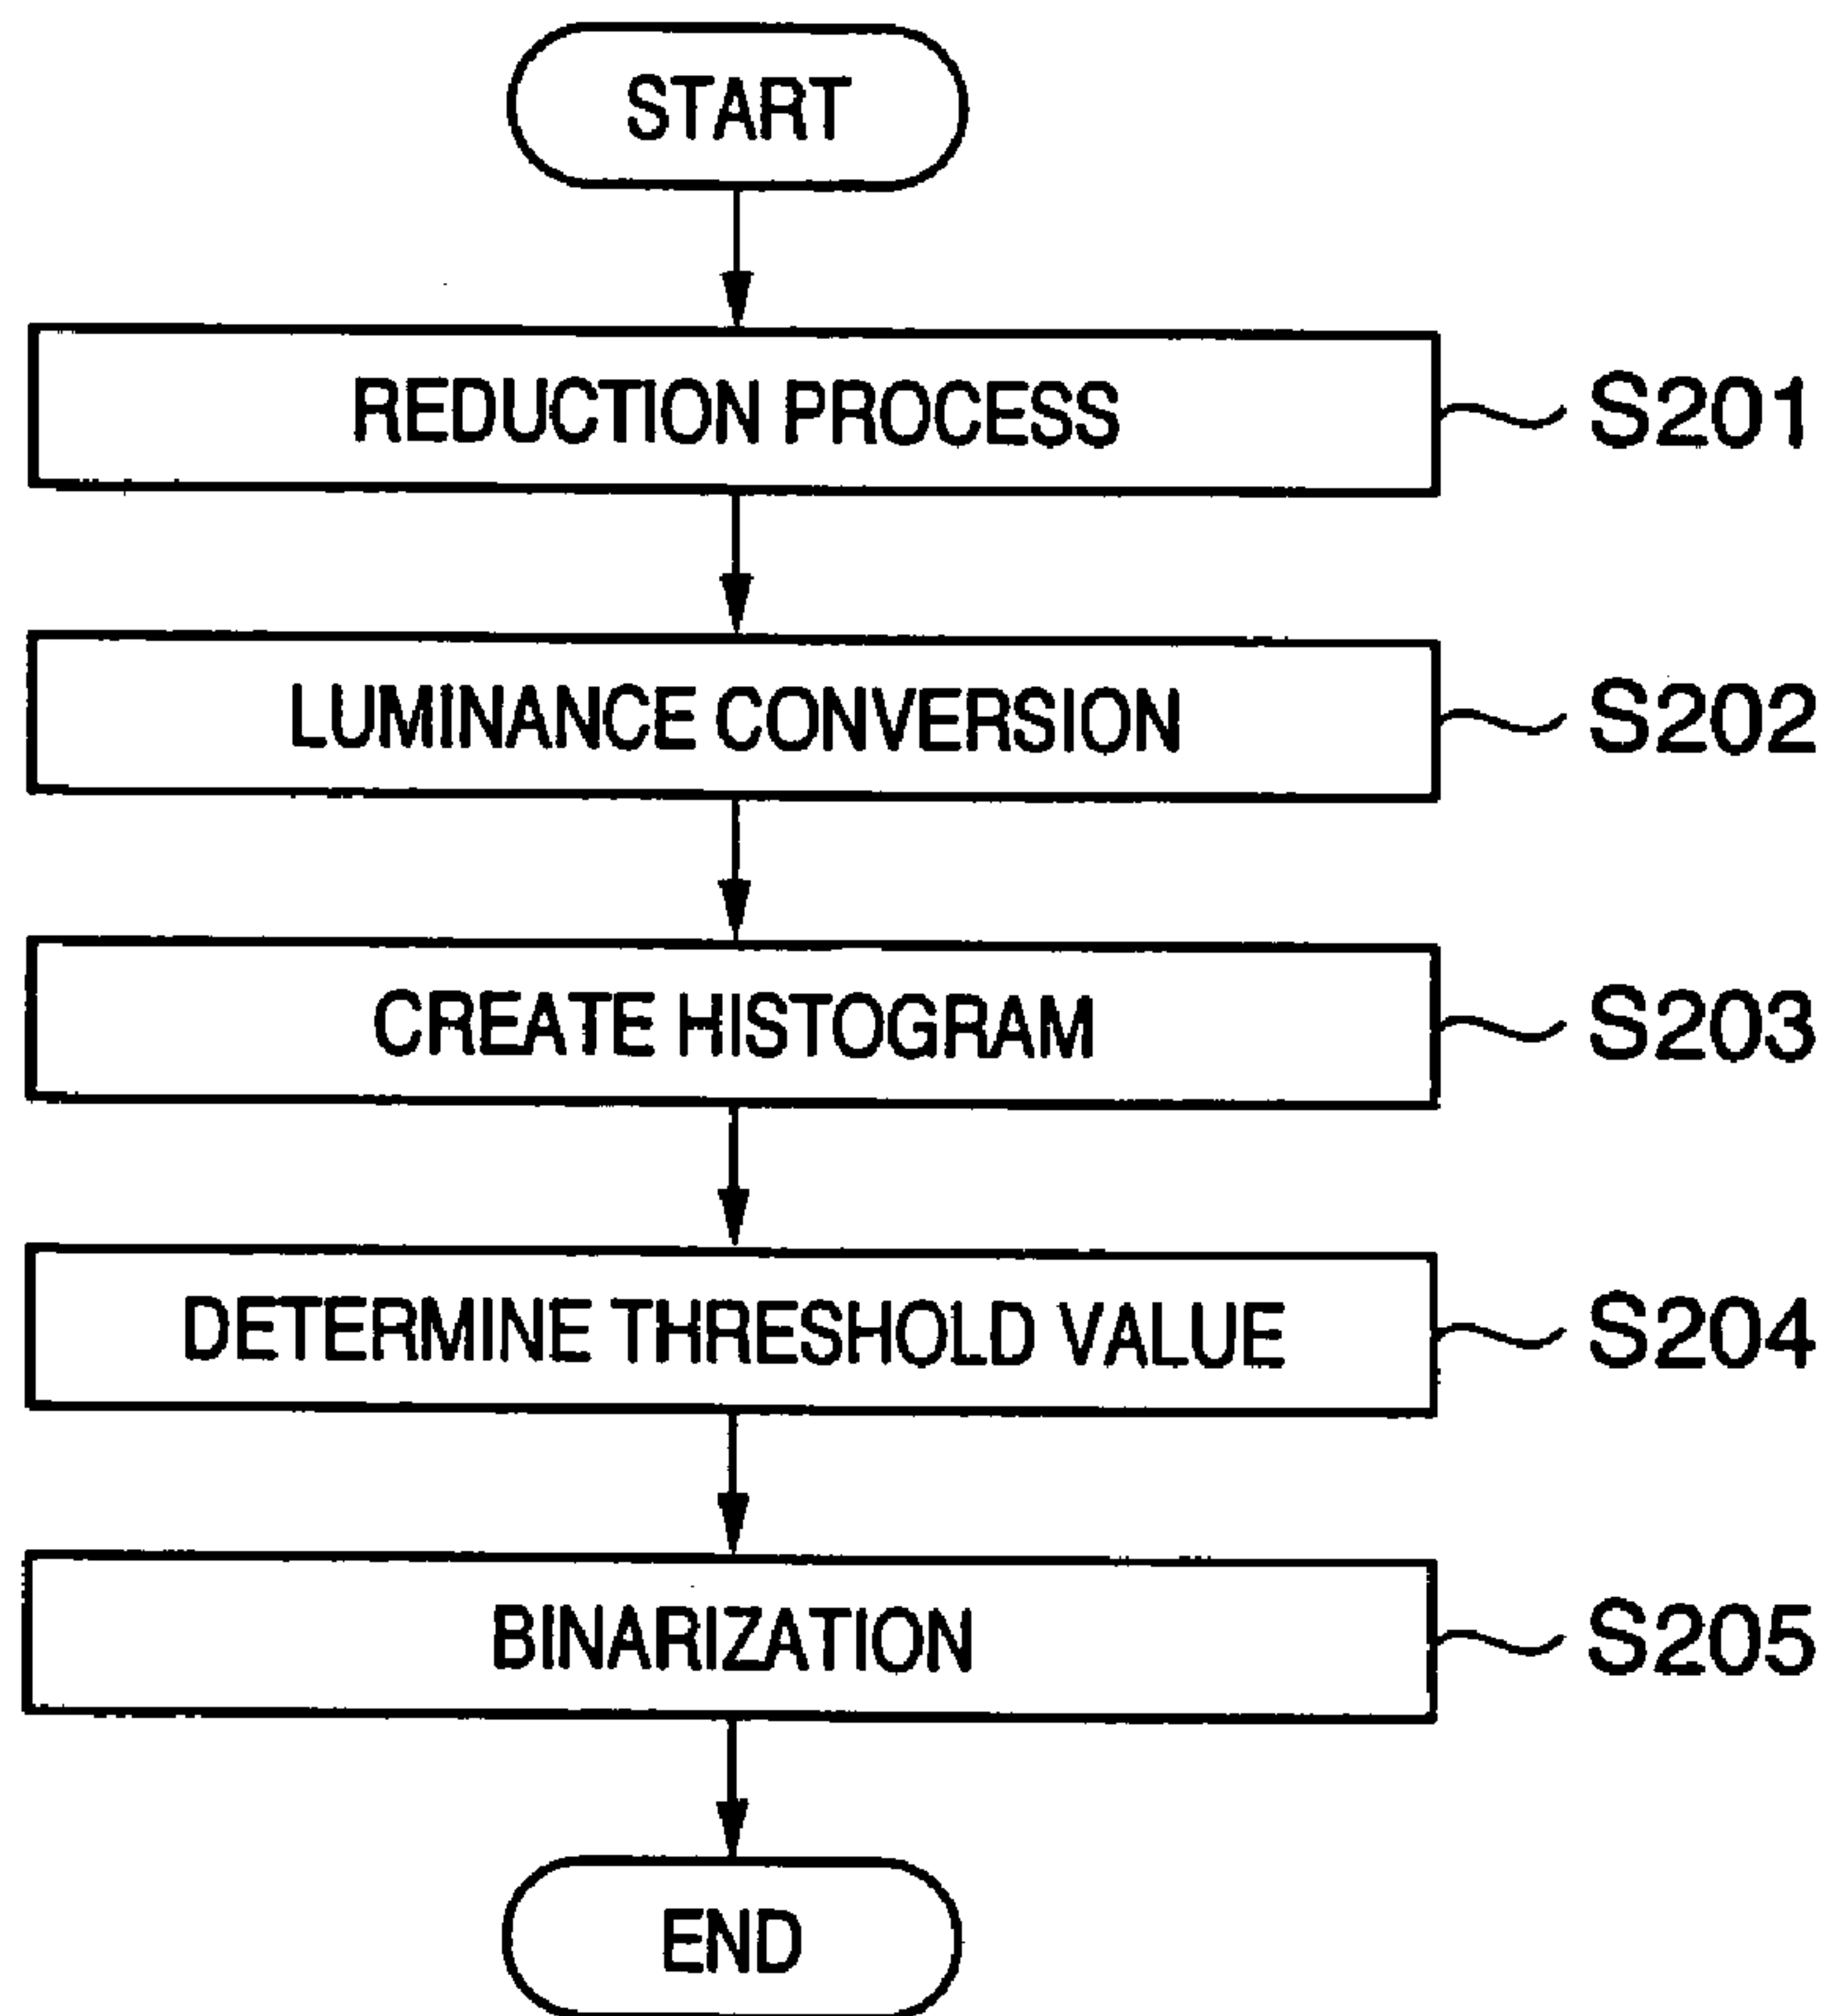 START
REDUCTION PROCESS S201
LUMINANCE CONVERSION S202
CREATE HISTOGRAM S203
DETERMINE THRESHOLD VALUE S204
BINARIZATION S205
END